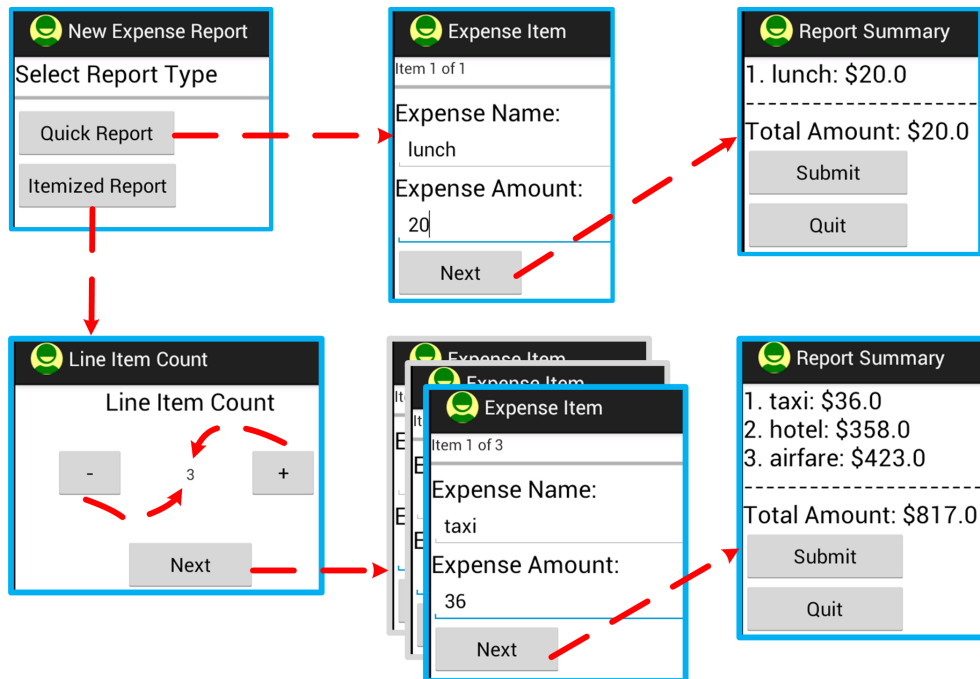 New Expense Report
Select Report Type
Quick Report
Itemized Report
Expense Item
Item 1 of 1
Expense Name:
lunch
Expense Amount:
20
Next
Report Summary
1. lunch: $20.0
Total Amount: $20.0
Submit
Quit
Line Item Count
Line Item Count
-
3
+
Next
Expense Item
Expense Item
Expense Item
Item 1 of 3
Expense Name:
taxi
Expense Amount:
36
Next
Report Summary
1. taxi: $36.0
2. hotel: $358.0
3. airfare: $423.0
Total Amount: $817.0
Submit
Quit